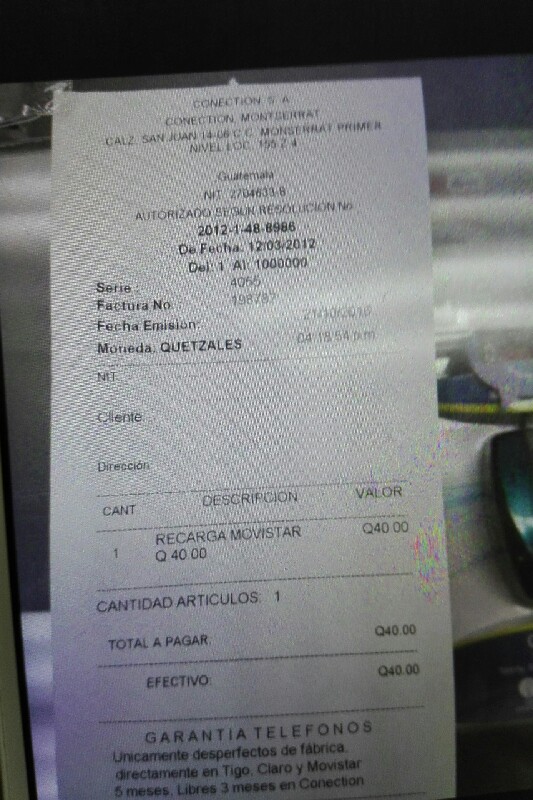 CONECTION, S. A.
CONECTION, MONTSERRAT
CALZ. SAN JUAN 14-06 C.C. MONSERRAT PRIMER
NIVEL LOC. 155 Z 4
Guatemala
NIT. 2704633-8
AUTORIZADO SEGUN RESOLUCION No.
2012-1-48-8986
De Fecha: 12/03/2012
Del: 1 Al: 1000000
Serie 4055
Factura No. 198787
Fecha Emision: 21/10/2016
Moneda: QUETZALES 04:18:54 p.m.
NIT:
Cliente:
Dirección:
CANT DESCRIPCION VALOR
1 RECARGA MOVISTAR Q40.00
Q 40.00
CANTIDAD ARTICULOS: 1
TOTAL A PAGAR: Q40.00
EFECTIVO: Q40.00
GARANTIA TELEFONOS
Unicamente desperfectos de fábrica,
directamente en Tigo, Claro y Movistar
5 meses, Libres 3 meses en Conection